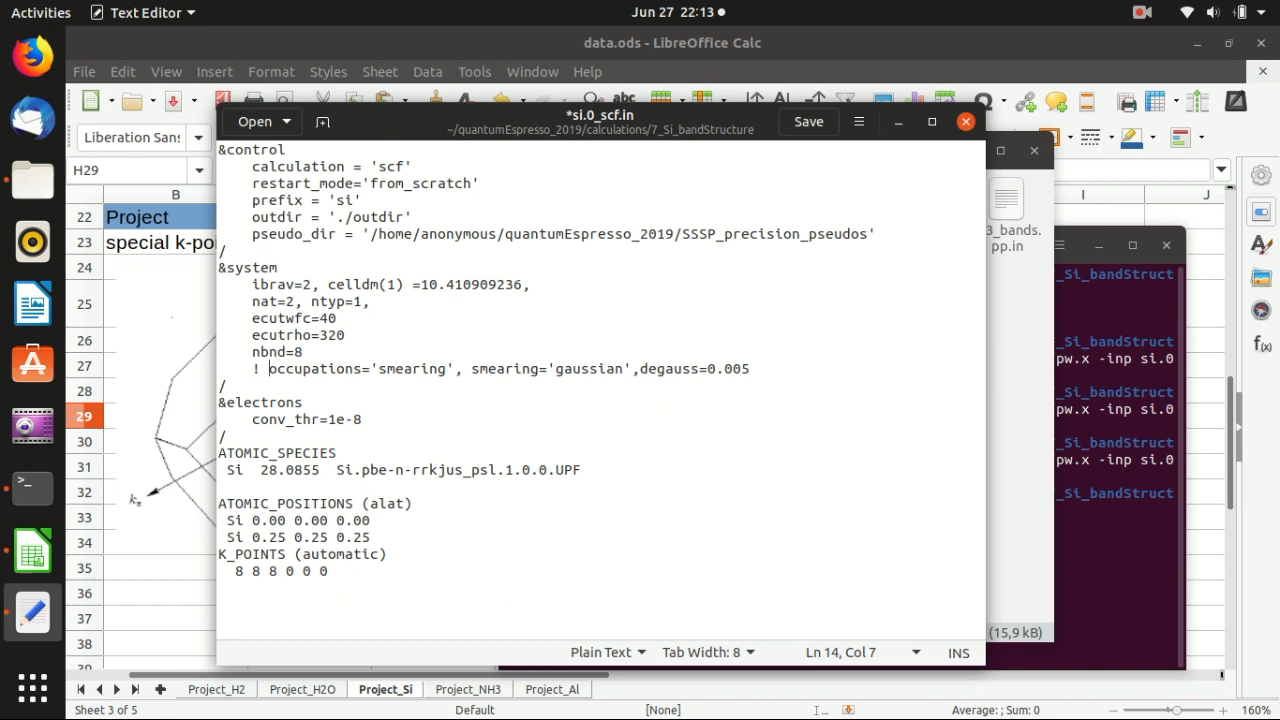 Activities Text Editor Jun 27 22:13
data.ods - LibreOffice Calc
File Edit View Insert Format Styles Sheet Data Tools Window Help
Liberation Sans
H29
B I J
22 Project
23 special k-poi
24
25
26
27
28
29
30
31
32
33
34
35
36
37
38
39
Open *si.0_scf.in Save
~/quantumEspresso_2019/calculations/7_Si_bandStructure
&control
calculation = 'scf'
restart_mode='from_scratch'
prefix = 'si'
outdir = './outdir'
pseudo_dir = '/home/anonymous/quantumEspresso_2019/SSSP_precision_pseudos'
/
&system
ibrav=2, celldm(1) =10.410909236,
nat=2, ntyp=1,
ecutwfc=40
ecutrho=320
nbnd=8
! occupations='smearing', smearing='gaussian',degauss=0.005
/
&electrons
conv_thr=1e-8
/
ATOMIC_SPECIES
Si 28.0855 Si.pbe-n-rrkjus_psl.1.0.0.UPF
ATOMIC_POSITIONS (alat)
Si 0.00 0.00 0.00
Si 0.25 0.25 0.25
K_POINTS (automatic)
8 8 8 0 0 0
Plain Text Tab Width: 8 Ln 14, Col 7 INS
3_bands.
pp.in
(15,9 kB)
_Si_bandStruct
_Si_bandStruct
pw.x -inp si.0
_Si_bandStruct
pw.x -inp si.0
_Si_bandStruct
pw.x -inp si.0
_Si_bandStruct
Project_H2 Project_H2O Project_Si Project_NH3 Project_Al
Sheet 3 of 5 Default [None] Average: ; Sum: 0 160%